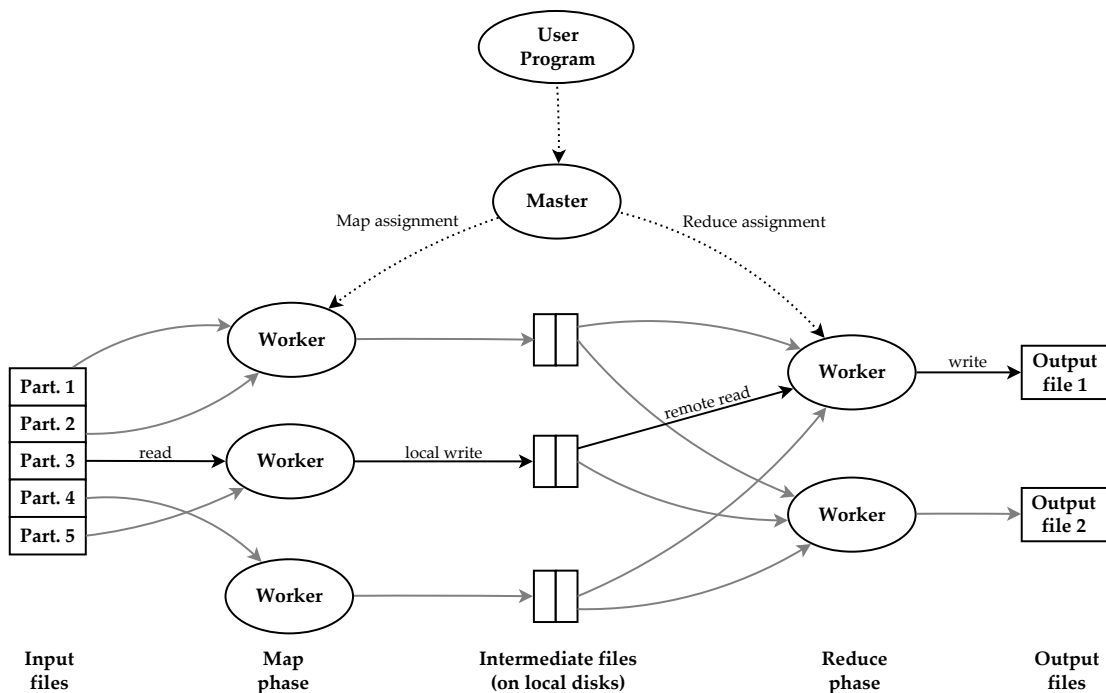 User
Program
Master
Map assignment
Reduce assignment
Worker
Worker
write
Output
file 1
Part. 1
Part. 2
Part. 3
Part. 4
Part. 5
read
Worker
local write
remote read
Worker
Output
file 2
Worker
Input
files
Map
phase
Intermediate files
(on local disks)
Reduce
phase
Output
files